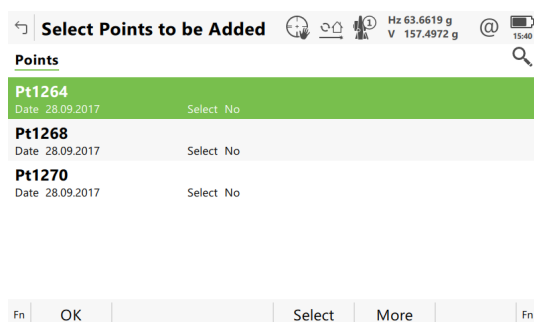 Select Points to be Added
1
Hz 63.6619 g
V 157.4972 g
@
15:40
Points
Pt1264
Date 28.09.2017 Select No
Pt1268
Date 28.09.2017 Select No
Pt1270
Date 28.09.2017 Select No
Fn OK Select More Fn